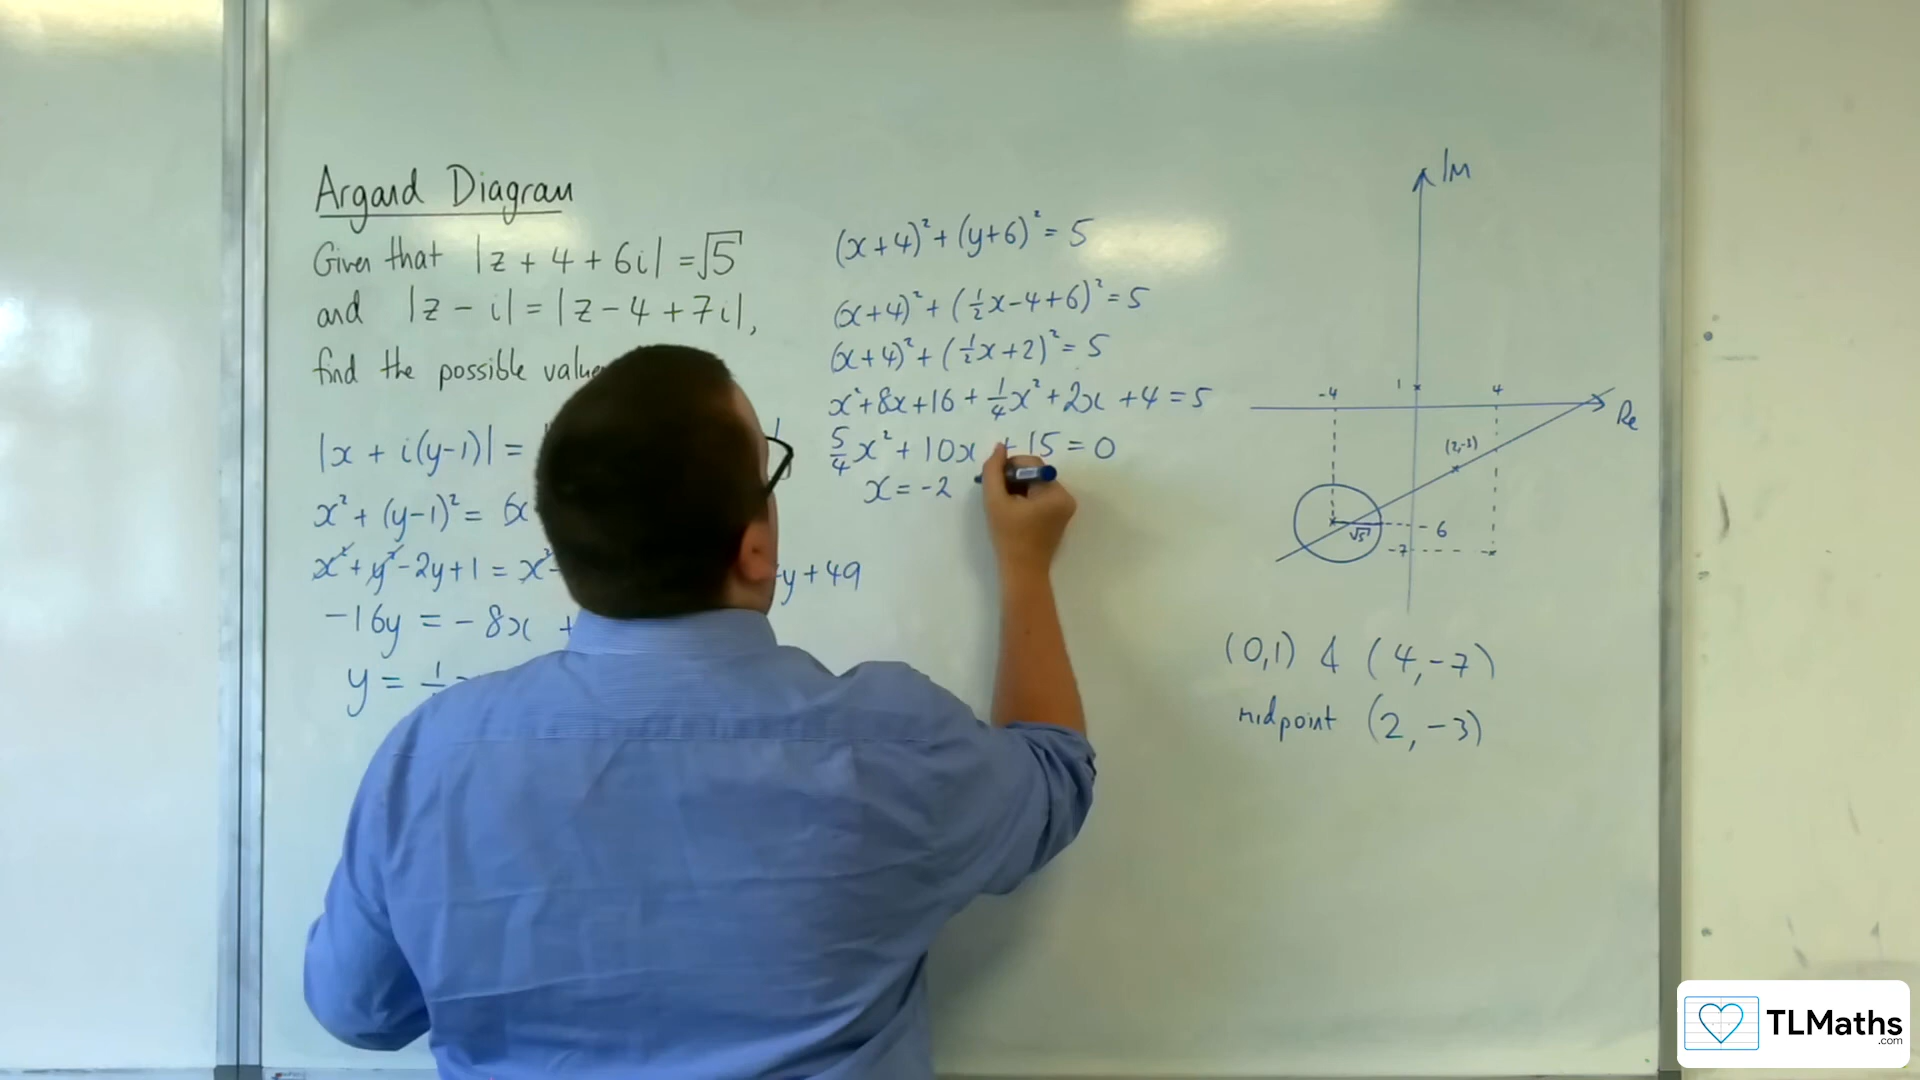 Argand Diagram
Given that |z + 4 + 6i| = √5
and |z - i| = |z - 4 + 7i|,
find the possible value
|x + i(y-1)| =
x² + (y-1)² = (x
x² + y² - 2y + 1 = x²
y + 49
-16y = -8x +
y = 1
(x+4)² + (y+6)² = 5
(x+4)² + (½x - 4 + 6)² = 5
(x+4)² + (½x + 2)² = 5
x² + 8x + 16 + ¼x² + 2x + 4 = 5
5/4 x² + 10x + 15 = 0
x = -2
Im
-4
1
4
Re
(2,-3)
√5
-6
-7
(0,1) & (4,-7)
midpoint (2,-3)
TLMaths
.com